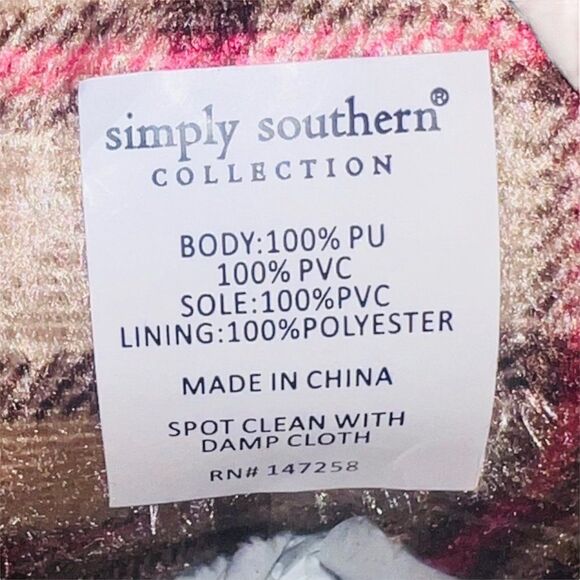 simply southern®
COLLECTION
BODY:100% PU
100% PVC
SOLE:100%PVC
LINING:100%POLYESTER
MADE IN CHINA
SPOT CLEAN WITH
DAMP CLOTH
RN# 147258